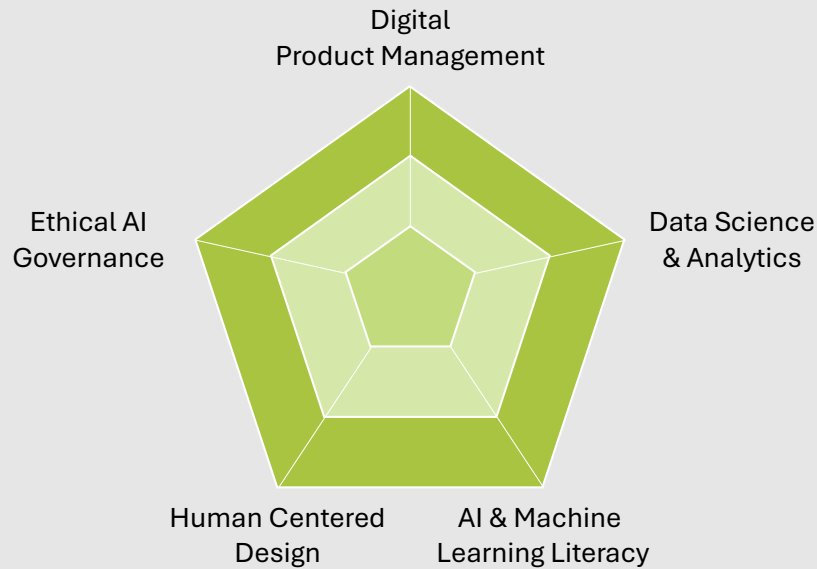 Digital
Product Management
Ethical AI
Governance
Data Science
& Analytics
Human Centered
Design
AI & Machine
Learning Literacy